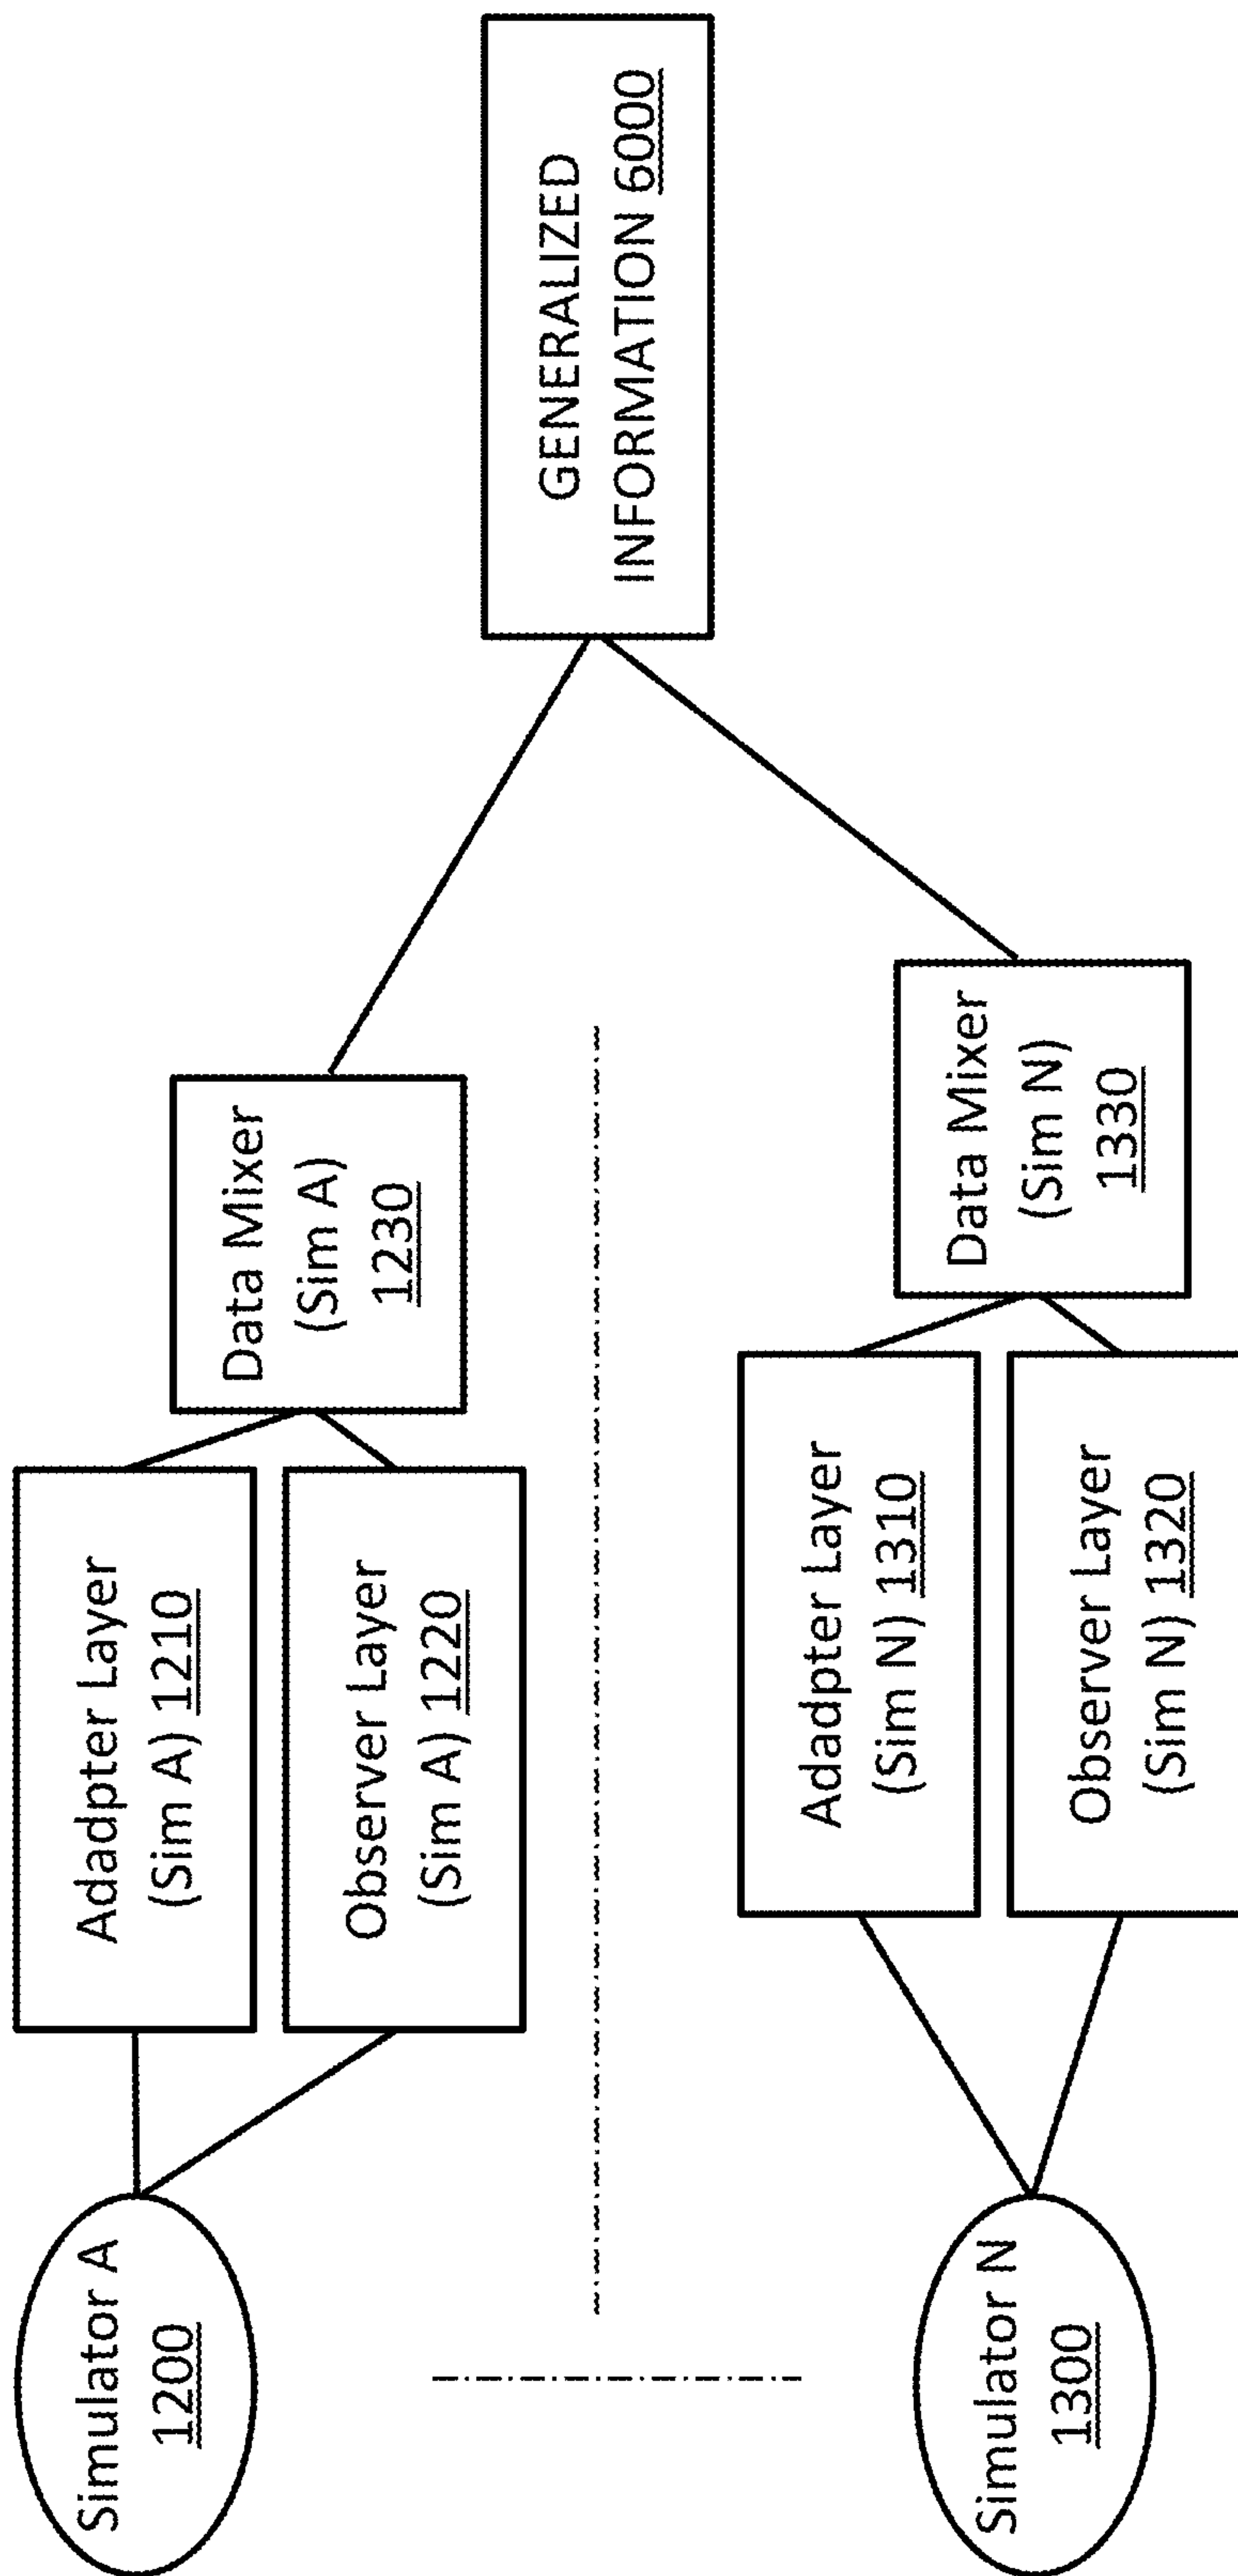 Simulator A
1200
Adadpter Layer
(Sim A) 1210
Observer Layer
(Sim A) 1220
Data Mixer
(Sim A)
1230
GENERALIZED
INFORMATION 6000
Simulator N
1300
Adadpter Layer
(Sim N) 1310
Observer Layer
(Sim N) 1320
Data Mixer
(Sim N)
1330